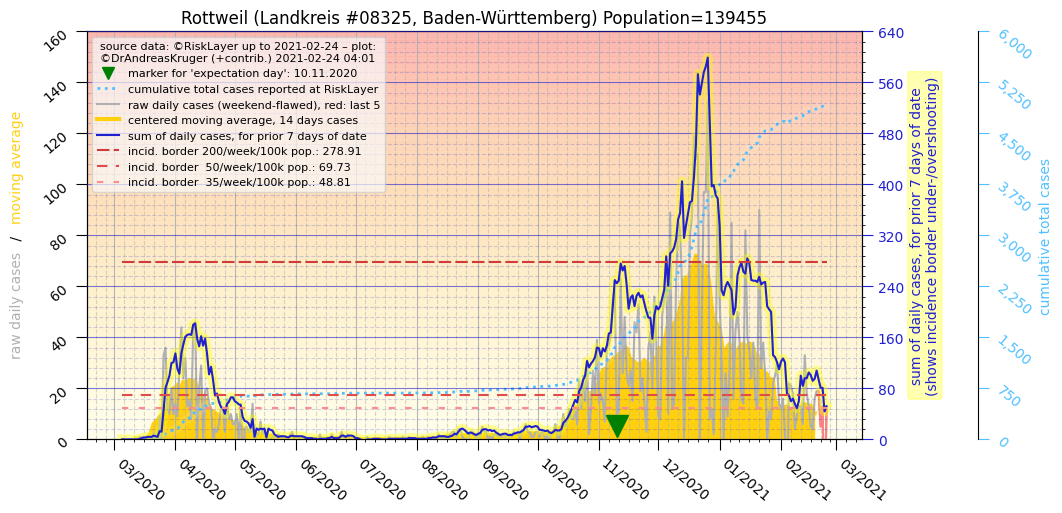 Rottweil (Landkreis #08325, Baden-Württemberg) Population=139455
source data: ©RiskLayer up to 2021-02-24 – plot:
©DrAndreasKruger (+contrib.) 2021-02-24 04:01
marker for 'expectation day': 10.11.2020
cumulative total cases reported at RiskLayer
raw daily cases (weekend-flawed), red: last 5
centered moving average, 14 days cases
sum of daily cases, for prior 7 days of date
incid. border 200/week/100k pop.: 278.91
incid. border  50/week/100k pop.: 69.73
incid. border  35/week/100k pop.: 48.81
raw daily cases / moving average
160
140
120
100
80
60
40
20
0
03/2020
04/2020
05/2020
06/2020
07/2020
08/2020
09/2020
10/2020
11/2020
12/2020
01/2021
02/2021
03/2021
640
560
480
400
320
240
160
80
0
sum of daily cases, for prior 7 days of date
(shows incidence border under-/overshooting)
6,000
5,250
4,500
3,750
3,000
2,250
1,500
750
0
cumulative total cases